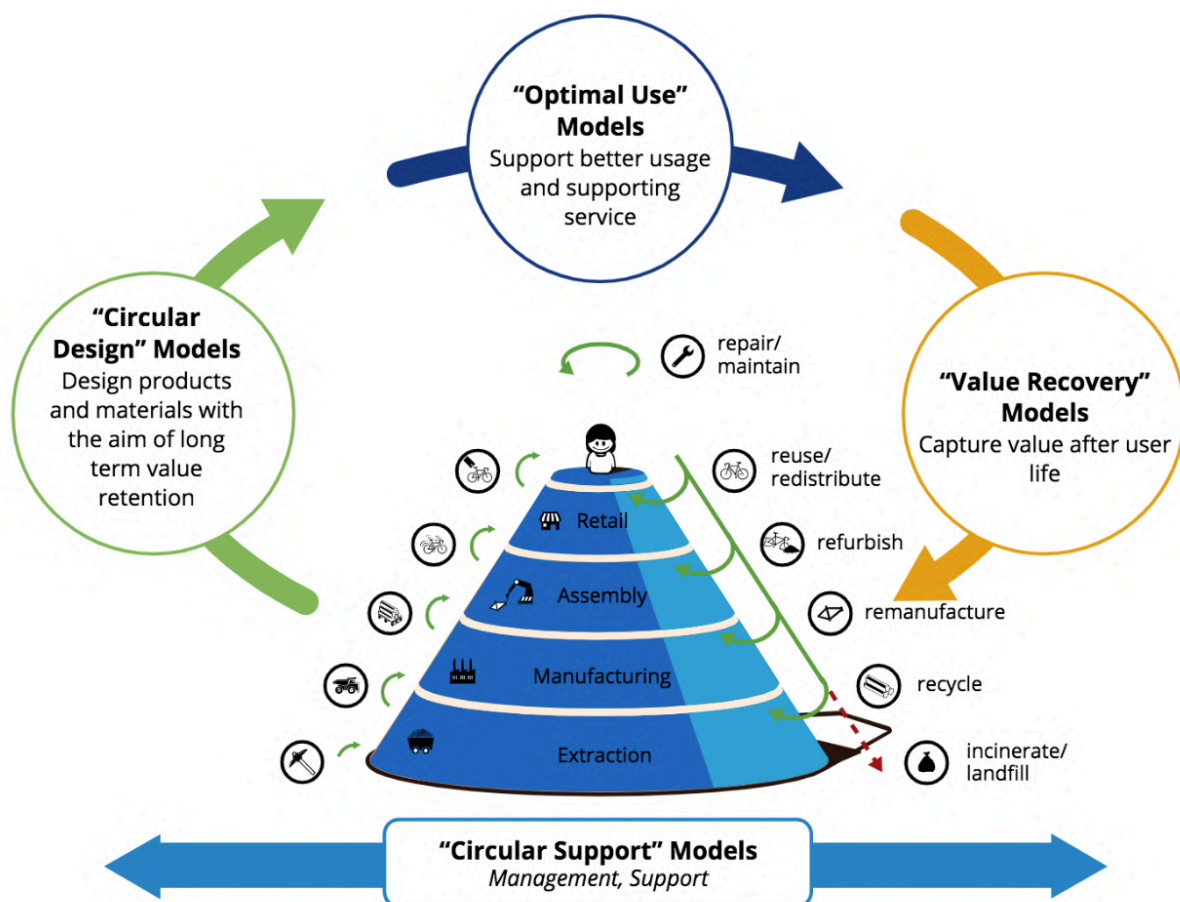 “Optimal Use”
Models
Support better usage
and supporting
service
“Circular
Design” Models
Design products
and materials with
the aim of long
term value
retention
“Value Recovery”
Models
Capture value after user
life
repair/
maintain
reuse/
redistribute
refurbish
remanufacture
recycle
incinerate/
landfill
Retail
Assembly
Manufacturing
Extraction
“Circular Support” Models
Management, Support